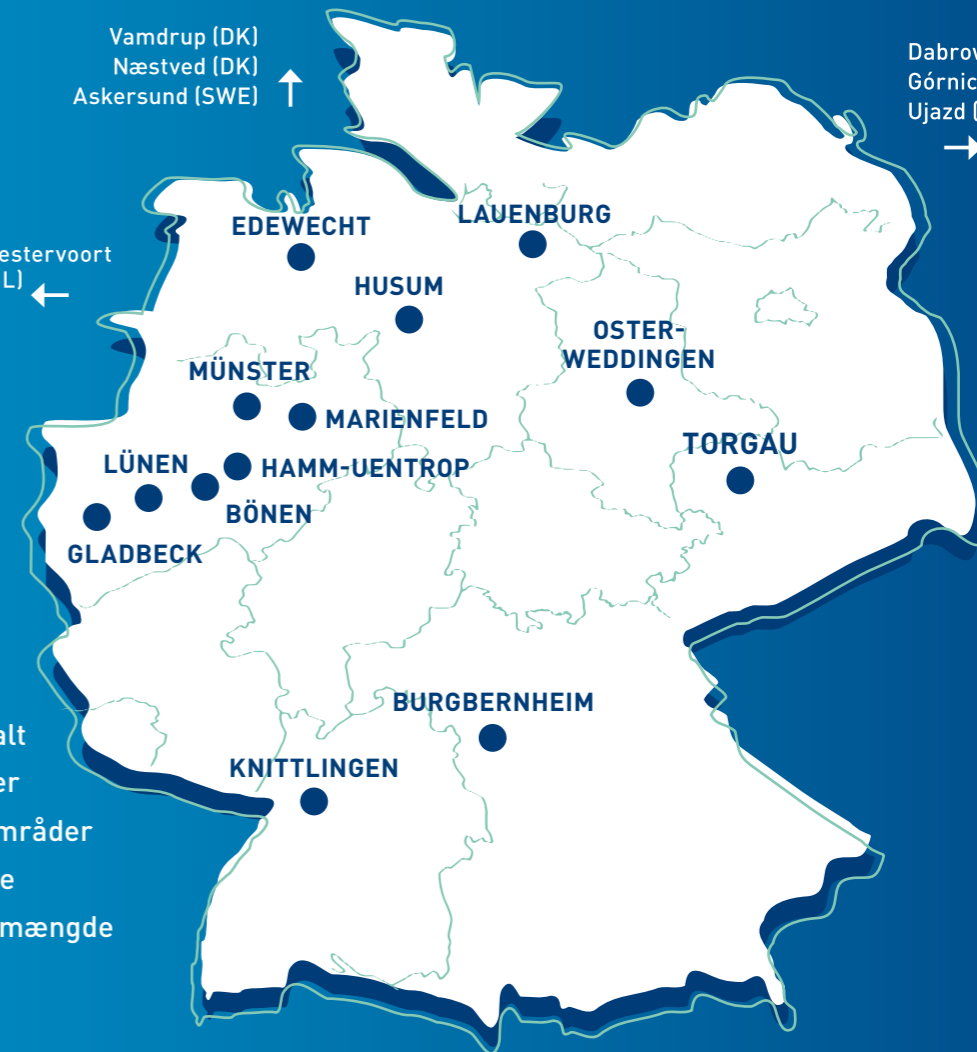 Vamdrup (DK)
Næstved (DK)
Askersund (SWE)
Górnic
Ujazd (
EDEWECHT
LAUENBURG
estervoort
L)
HUSUM
OSTER-
WEDDINGEN
MÜNSTER
MARIENFELD
TORGAU
LÜNEN
HAMM-UENTROP
BÖNEN
GLADBECK
BURGBERNHEIM
KNITTLINGEN
alt
er
mråder
e
mængde